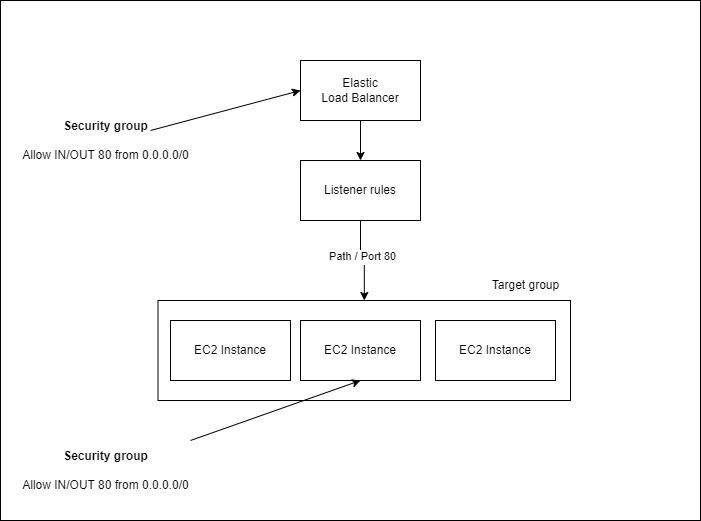 Elastic
Load Balancer
Security group
Allow IN/OUT 80 from 0.0.0.0/0
Listener rules
Path / Port 80
Target group
EC2 Instance
EC2 Instance
EC2 Instance
Security group
Allow IN/OUT 80 from 0.0.0.0/0